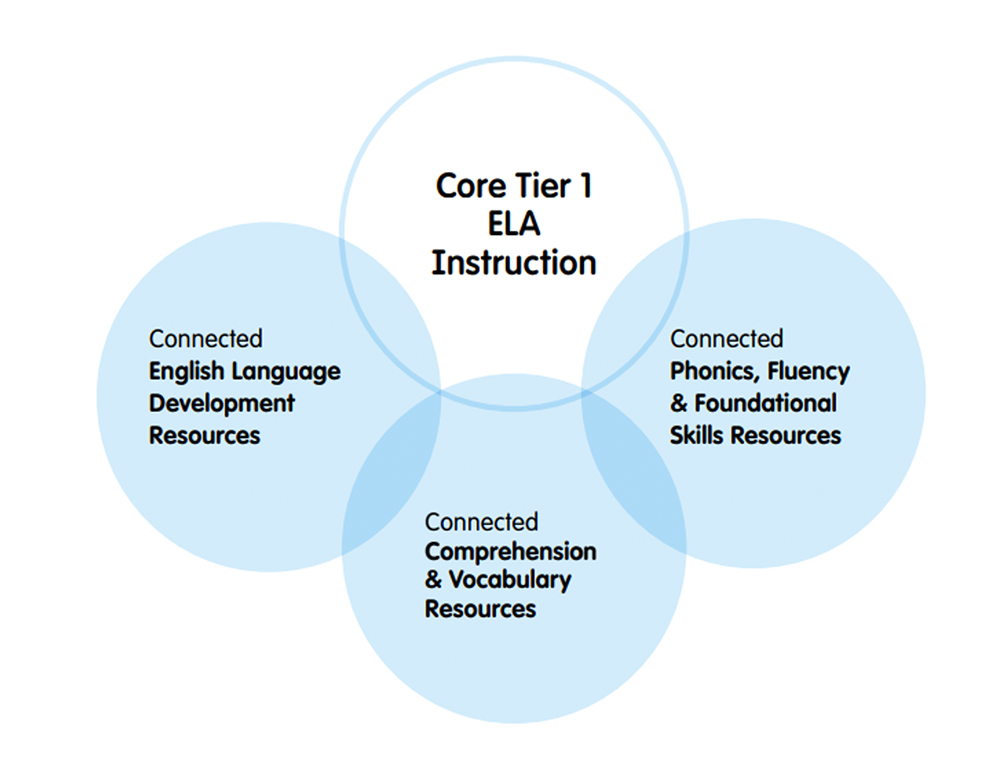 Core Tier 1
ELA
Instruction
Connected
English Language
Development
Resources
Connected
Phonics, Fluency
& Foundational
Skills Resources
Connected
Comprehension
& Vocabulary
Resources